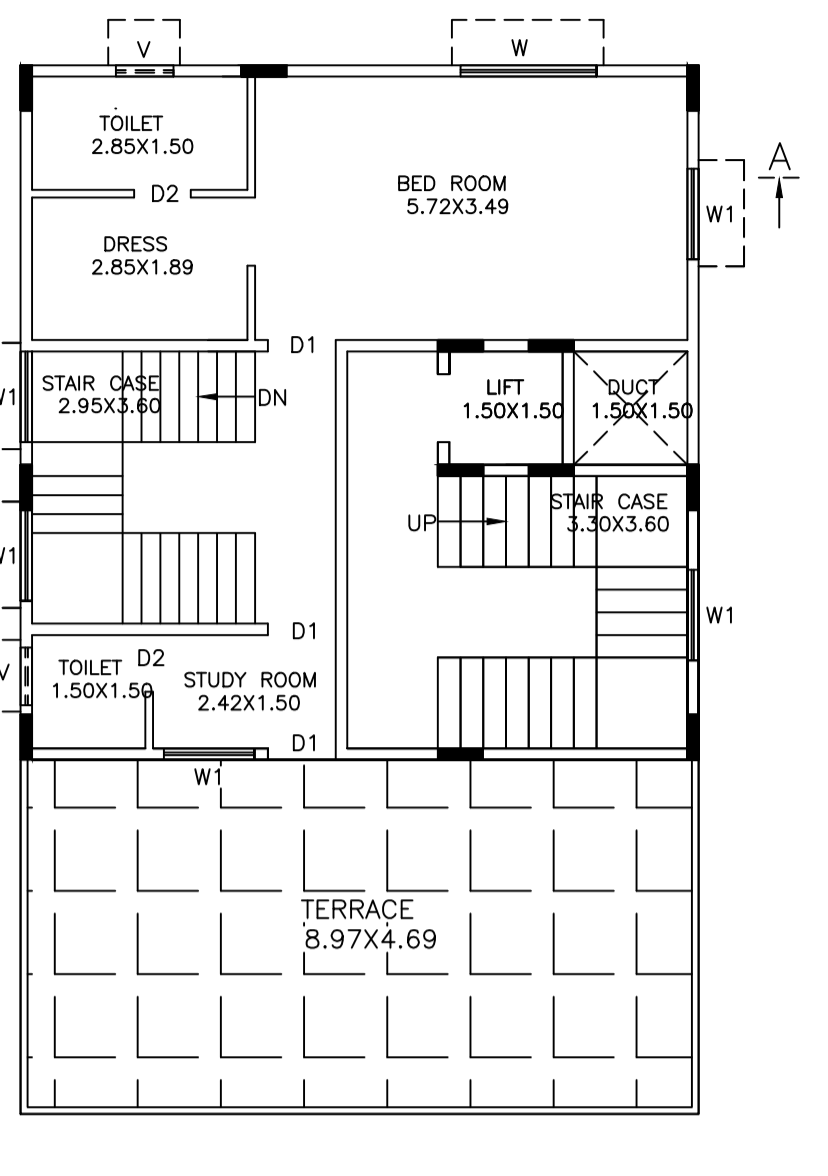 V
W
TOILET
2.85X1.50
A
D2
BED ROOM
5.72X3.49
W1
DRESS
2.85X1.89
D1
STAIR CASE
2.95X3.60
W1
DN
LIFT
1.50X1.50
DUCT
1.50X1.50
UP
STAIR CASE
3.30X3.60
W1
W1
D1
TOILET
1.50X1.50
D2
STUDY ROOM
2.42X1.50
V
D1
W1
TERRACE
8.97X4.69